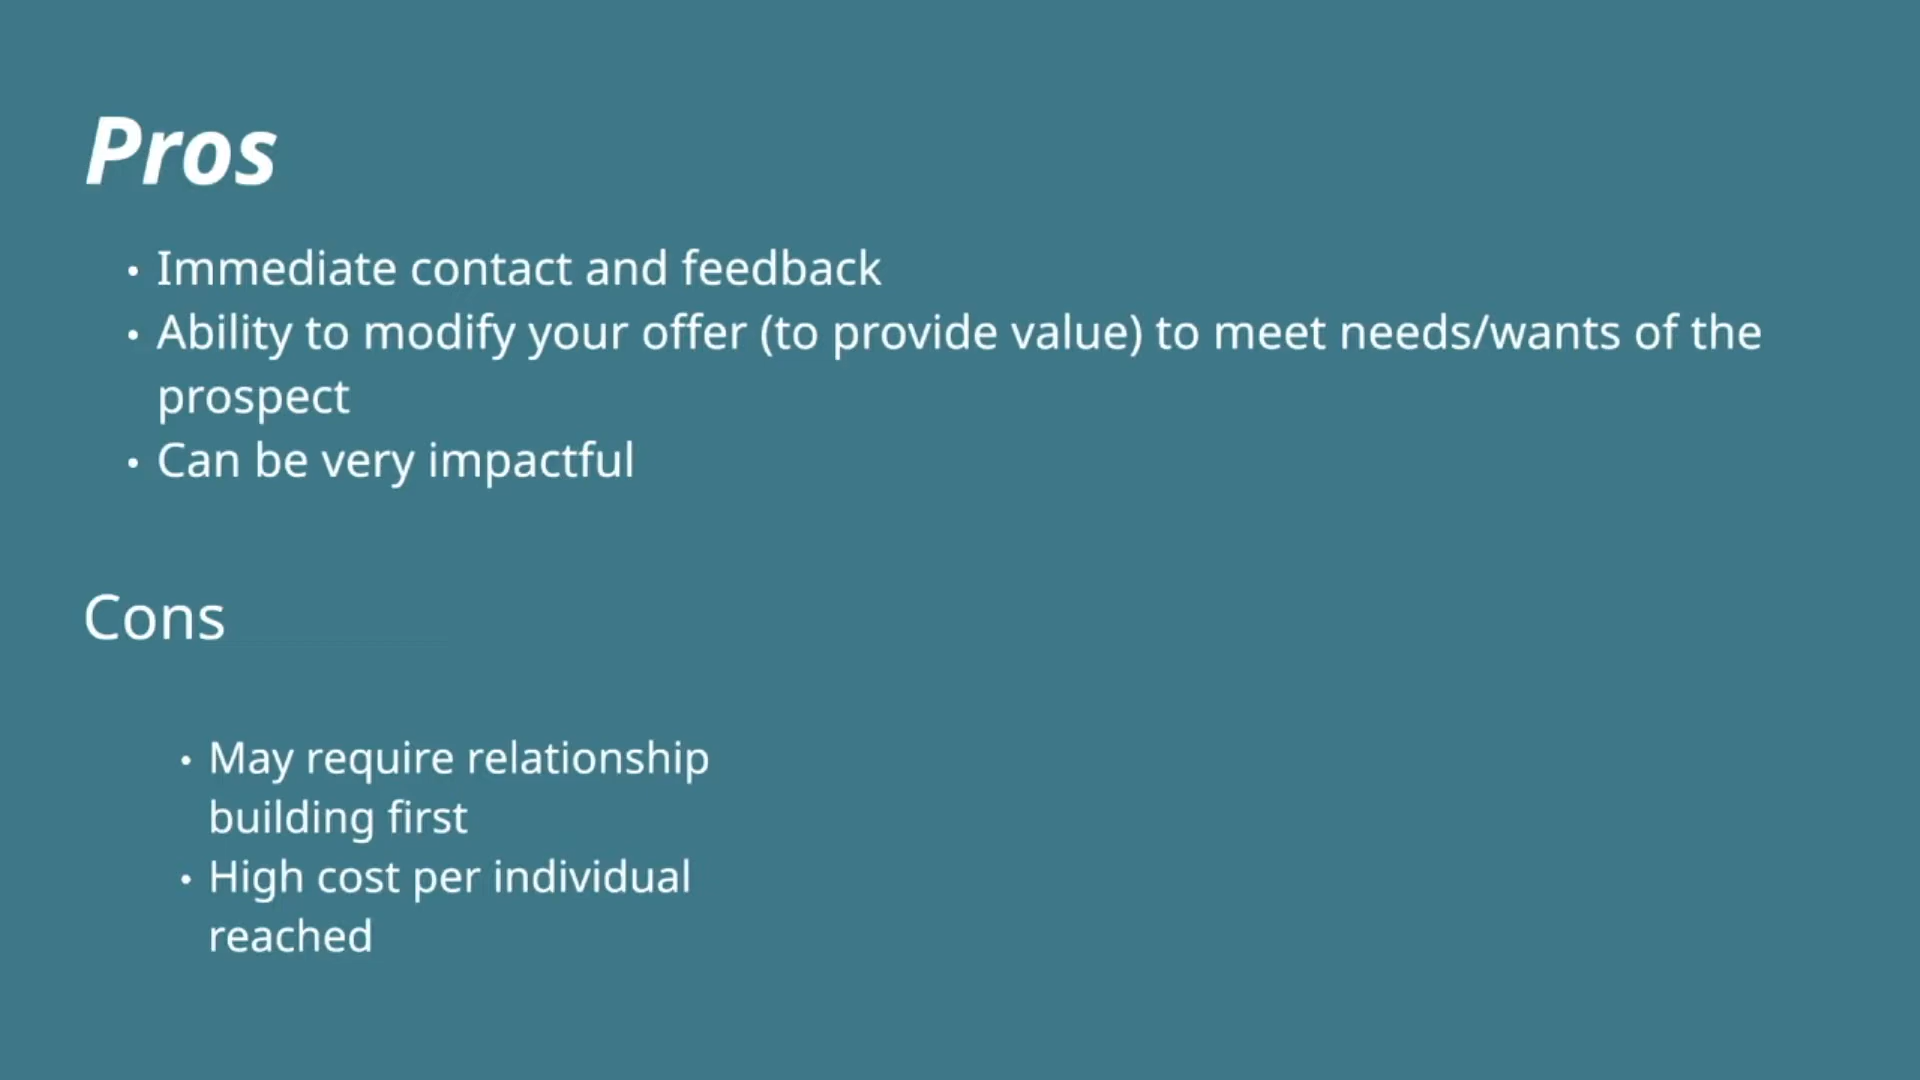 Pros
• Immediate contact and feedback
• Ability to modify your offer (to provide value) to meet needs/wants of the
prospect
• Can be very impactful
Cons
• May require relationship
building first
• High cost per individual
reached